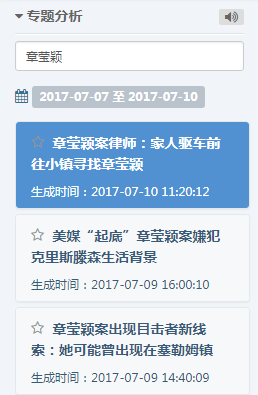 专题分析
章莹颖
2017-07-07 至 2017-07-10
章莹颖案律师：家人驱车前
往小镇寻找章莹颖
生成时间：2017-07-10 11:20:12
美媒“起底”章莹颖案嫌犯
克里斯滕森生活背景
生成时间：2017-07-09 16:00:10
章莹颖案出现目击者新线
索：她可能曾出现在塞勒姆镇
生成时间：2017-07-09 14:40:09